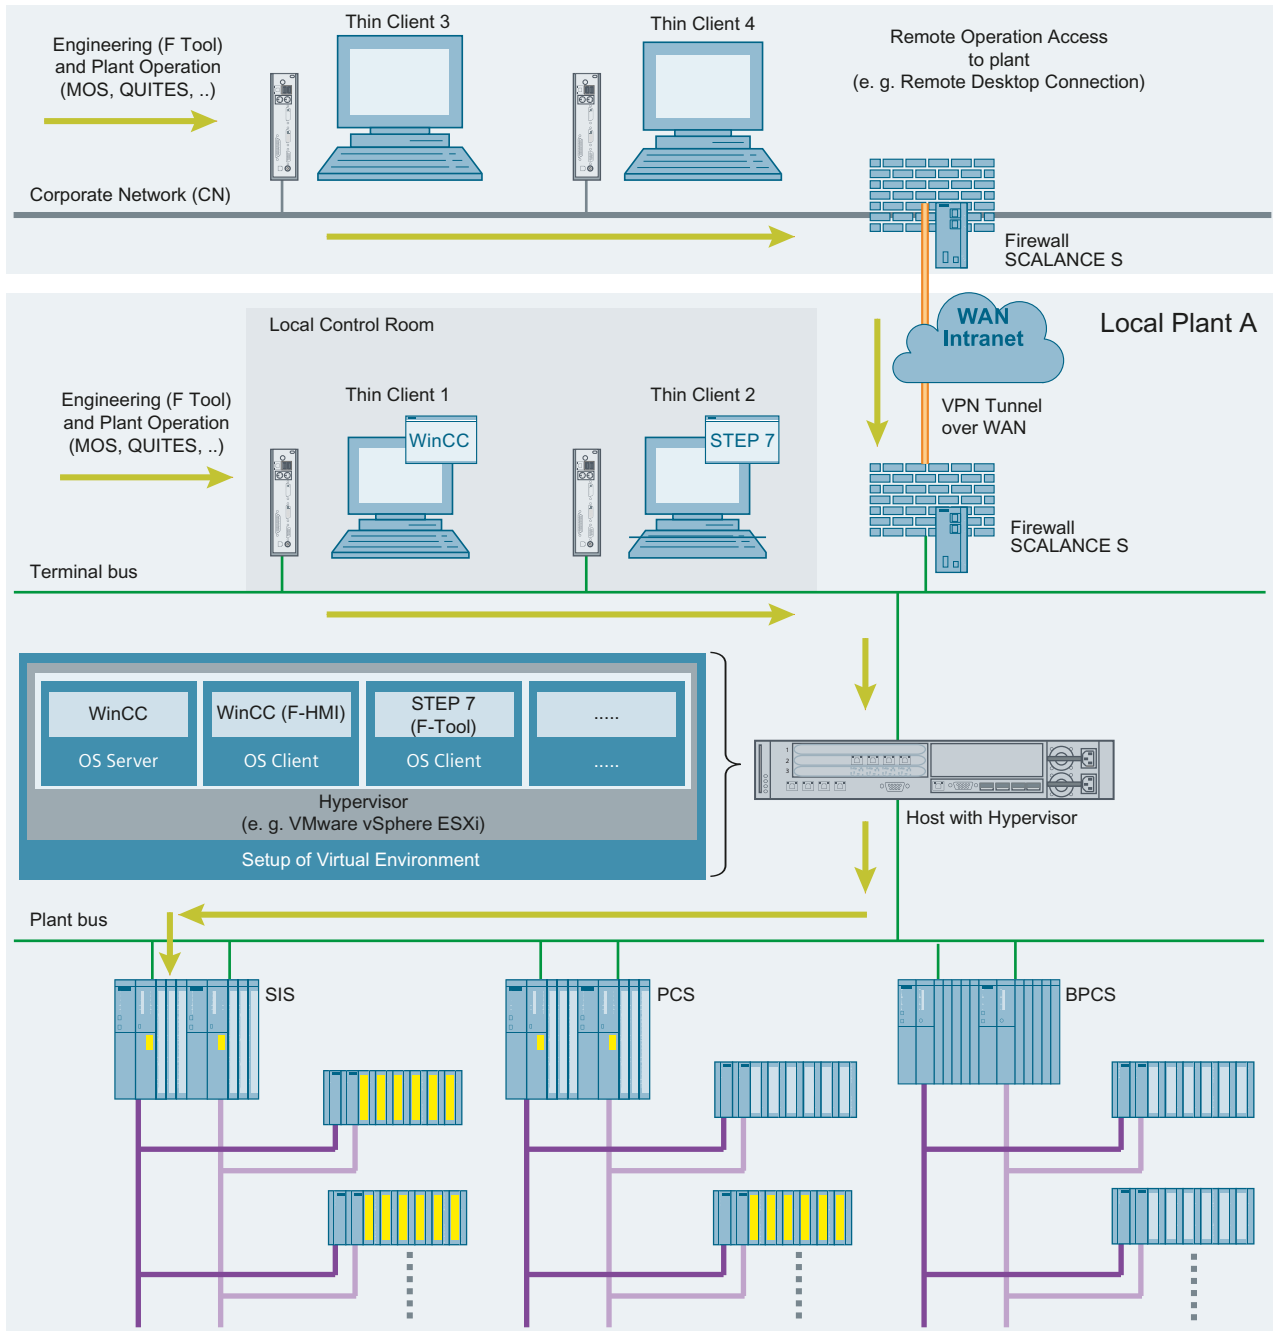 Thin Client 3
Thin Client 4
Engineering (F Tool)
and Plant Operation
(MOS, QUITES, ..)
Remote Operation Access
to plant
(e. g. Remote Desktop Connection)
Corporate Network (CN)
Firewall
SCALANCE S
Local Plant A
WAN
Intranet
Local Control Room
Engineering (F Tool)
and Plant Operation
(MOS, QUITES, ..)
Thin Client 1
Thin Client 2
WinCC
STEP 7
VPN Tunnel
over WAN
Firewall
SCALANCE S
Terminal bus
WinCC
OS Server
WinCC (F-HMI)
OS Client
STEP 7
(F-Tool)
OS Client
.....
.....
Hypervisor
(e. g. VMware vSphere ESXi)
Setup of Virtual Environment
1
2
3
Host with Hypervisor
Plant bus
SIS
PCS
BPCS